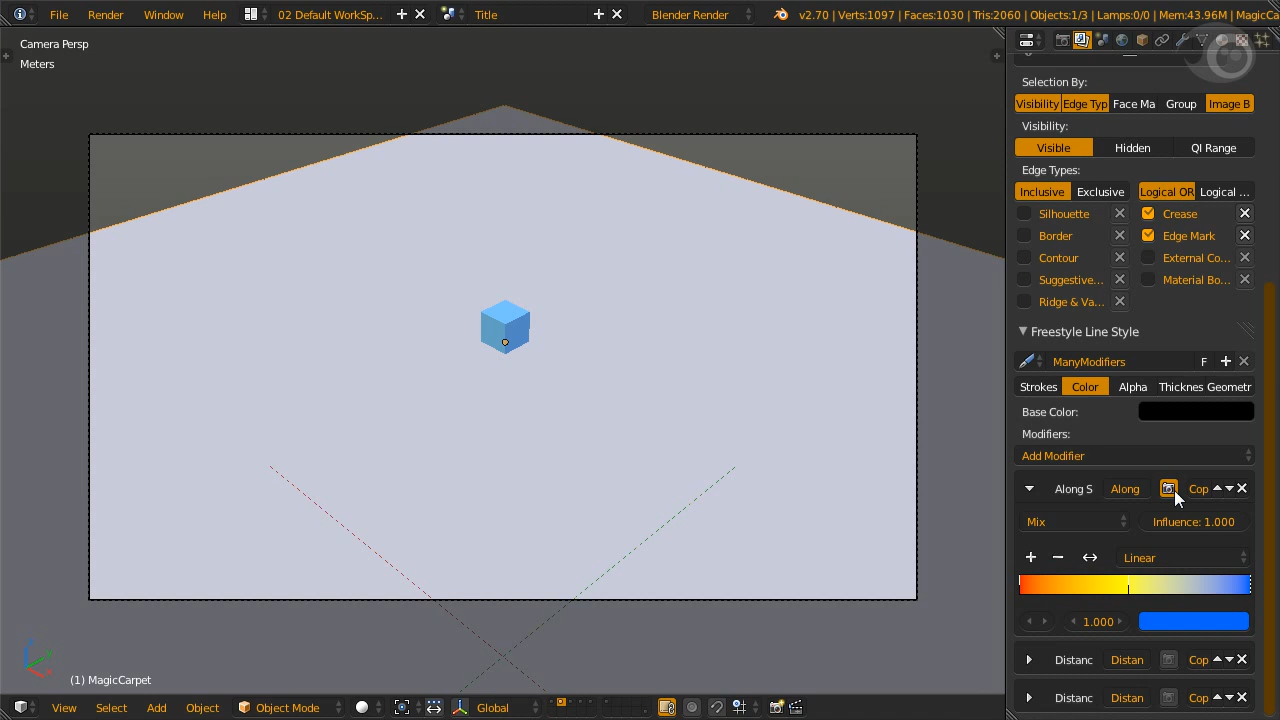 File Render Window Help 02 Default WorkSp... Title Blender Render v2.70 | Verts:1097 | Faces:1030 | Tris:2060 | Objects:1/3 | Lamps:0/0 | Mem:43.96M | MagicCa
Camera Persp
Meters
Selection By:
Visibility Edge Typ Face Ma Group Image B
Visibility:
Visible Hidden QI Range
Edge Types:
Inclusive Exclusive Logical OR Logical ...
Silhouette Crease
Border Edge Mark
Contour External Co...
Suggestive... Material Bo...
Ridge & Va...
Freestyle Line Style
ManyModifiers F
Strokes Color Alpha Thicknes Geometr
Base Color:
Modifiers:
Add Modifier
Along S Along Cop
Mix Influence: 1.000
Linear
1.000
Distanc Distan Cop
Distanc Distan Cop
(1) MagicCarpet
View Select Add Object Object Mode Global